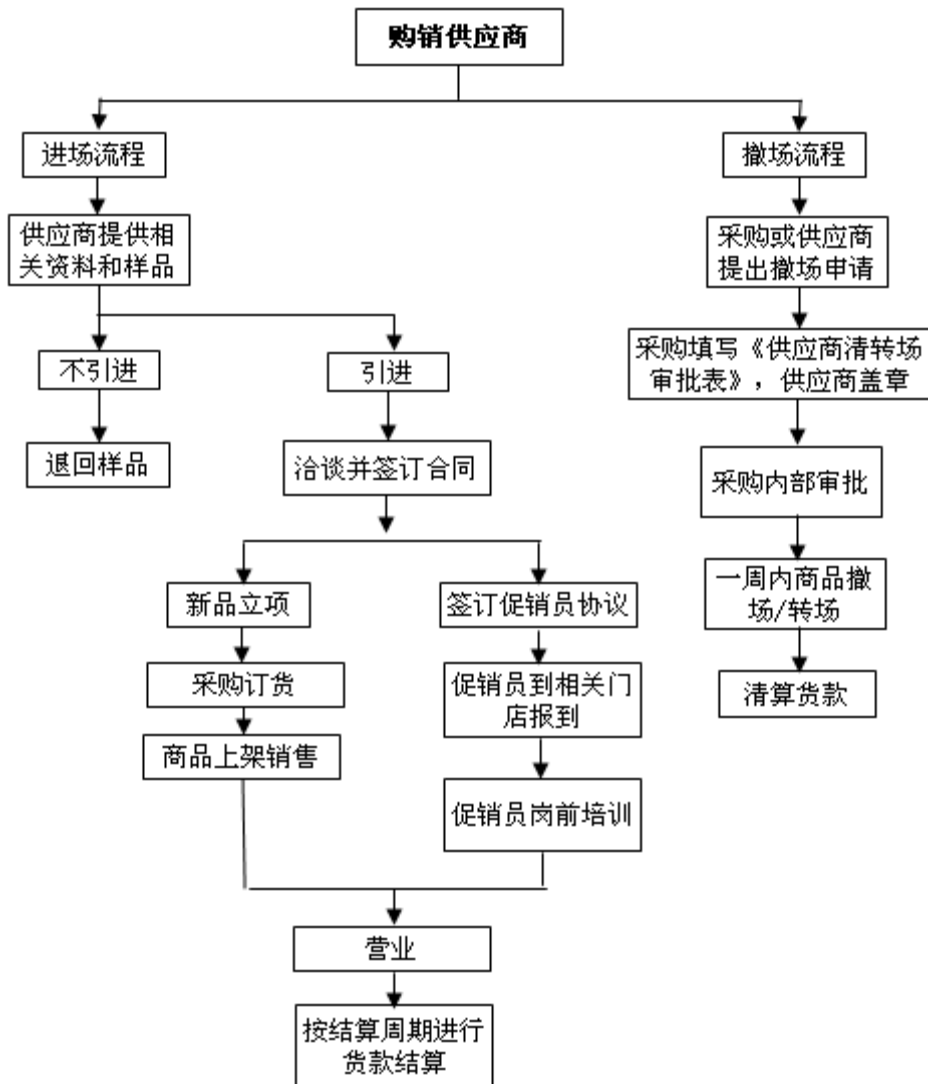 购销供应商
进场流程
撤场流程
供应商提供相
关资料和样品
采购或供应商
提出撤场申请
不引进
引进
采购填写《供应商清转场
审批表》，供应商盖章
退回样品
洽谈并签订合同
采购内部审批
新品立项
签订促销员协议
一周内商品撤
场/转场
采购订货
促销员到相关门
店报到
清算货款
商品上架销售
促销员岗前培训
营业
按结算周期进行
货款结算